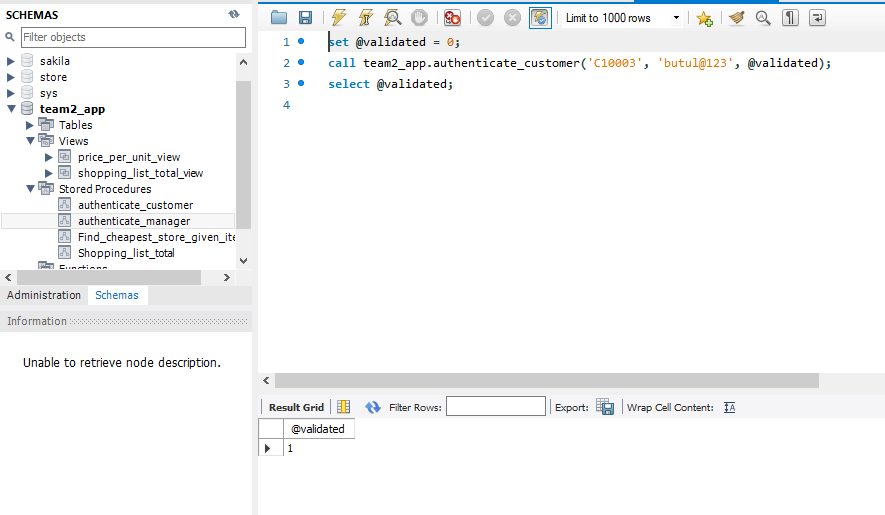 SCHEMAS
Filter objects
sakila
store
sys
team2_app
Tables
Views
price_per_unit_view
shopping_list_total_view
Stored Procedures
authenticate_customer
authenticate_manager
Find_cheapest_store_given_ite
Shopping_list_total
Functions
Administration Schemas
Information
Unable to retrieve node description.
Limit to 1000 rows
1 set @validated = 0;
2 call team2_app.authenticate_customer('C10003', 'butul@123', @validated);
3 select @validated;
4
Result Grid Filter Rows: Export: Wrap Cell Content:
@validated
1